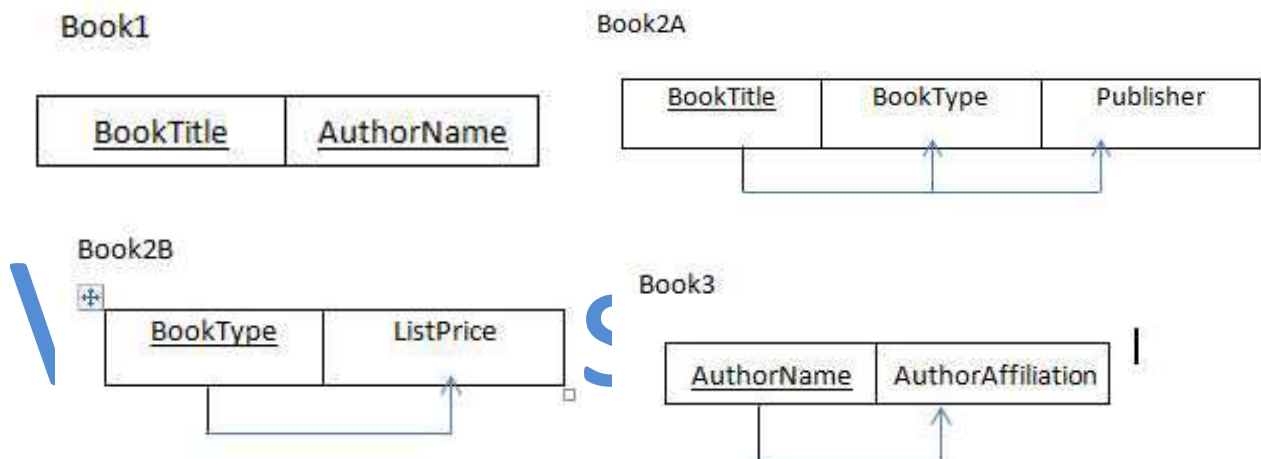 Book1
Book2A
BookTitle AuthorName
BookTitle BookType Publisher
Book2B
Book3
BookType ListPrice
AuthorName AuthorAffiliation